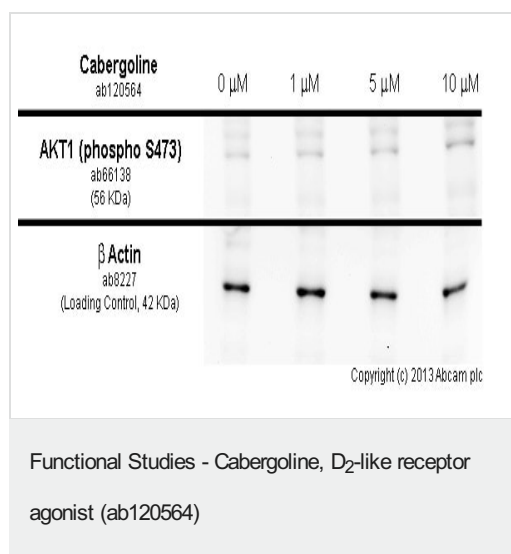 Cabergoline
ab120564
0 µM 1 µM 5 µM 10 µM
AKT1 (phospho S473)
ab66138
(56 KDa)
β Actin
ab8227
(Loading Control, 42 KDa)
Copyright (c) 2013 Abcam plc
Functional Studies - Cabergoline, D2-like receptor
agonist (ab120564)